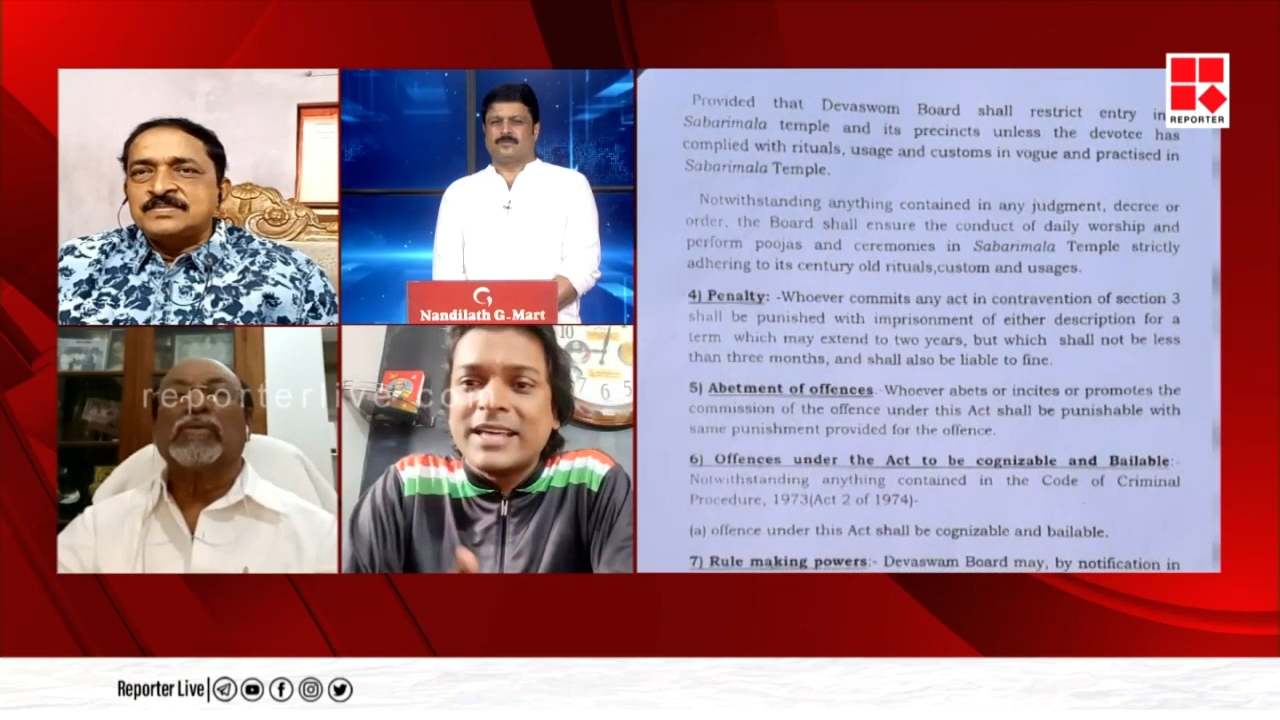 REPORTER
Provided that Devaswom Board shall restrict entry in
Sabarimala temple and its precincts unless the devotee has
complied with rituals, usage and customs in vogue and practised in
Sabarimala Temple.
Notwithstanding anything contained in any judgment, decree or
order, the Board shall ensure the conduct of daily worship and
perform poojas and ceremonies in Sabarimala Temple strictly
adhering to its century old rituals,custom and usages.
4) Penalty: -Whoever commits any act in contravention of section 3
shall be punished with imprisonment of either description for a
term which may extend to two years, but which shall not be less
than three months, and shall also be liable to fine.
5) Abetment of offences.-Whoever abets or incites or promotes the
commission of the offence under this Act shall be punishable with
same punishment provided for the offence.
6) Offences under the Act to be cognizable and Bailable:-
Notwithstanding anything contained in the Code of Criminal
Procedure, 1973(Act 2 of 1974)-
(a) offence under this Act shall be cognizable and bailable.
7) Rule making powers:- Devaswam Board may, by notification in
Nandilath G-Mart
reporterlive.com
10
3
4
7 6 5
Reporter Live